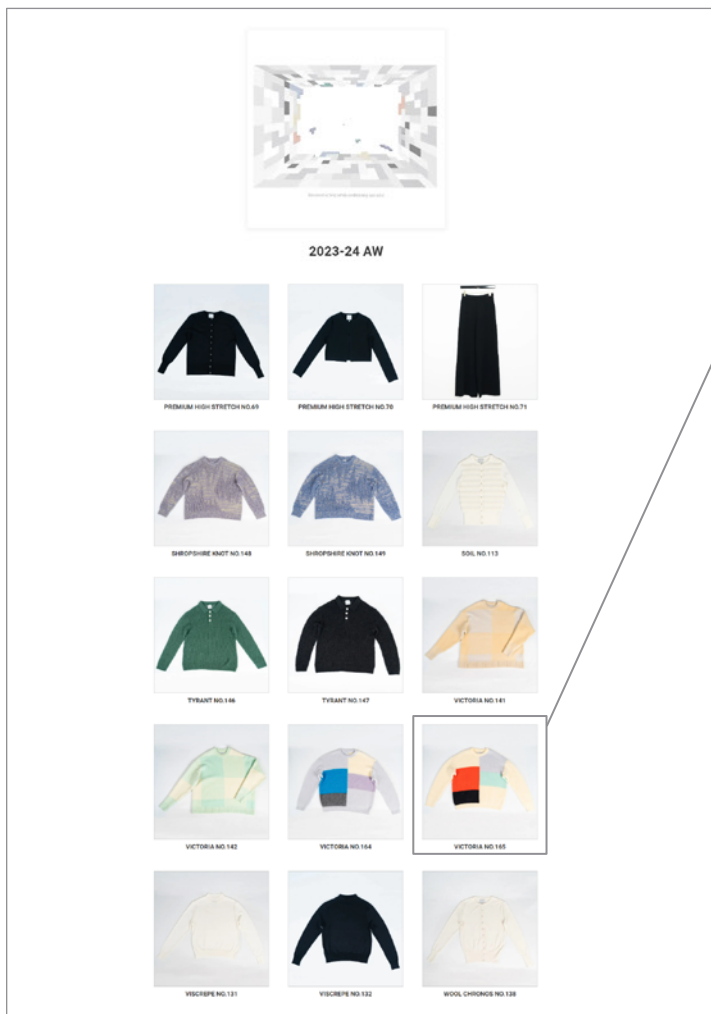 2023-24 AW
PREMIUM HIGH STRETCH NO.69
PREMIUM HIGH STRETCH NO.70
PREMIUM HIGH STRETCH NO.71
SHROPSHIRE KNOT NO.148
SHROPSHIRE KNOT NO.149
SOIL NO.113
TYRANT NO.146
TYRANT NO.147
VICTORIA NO.141
VICTORIA NO.142
VICTORIA NO.164
VICTORIA NO.165
VISCREPE NO.131
VISCREPE NO.132
WOOL CHRONOS NO.138